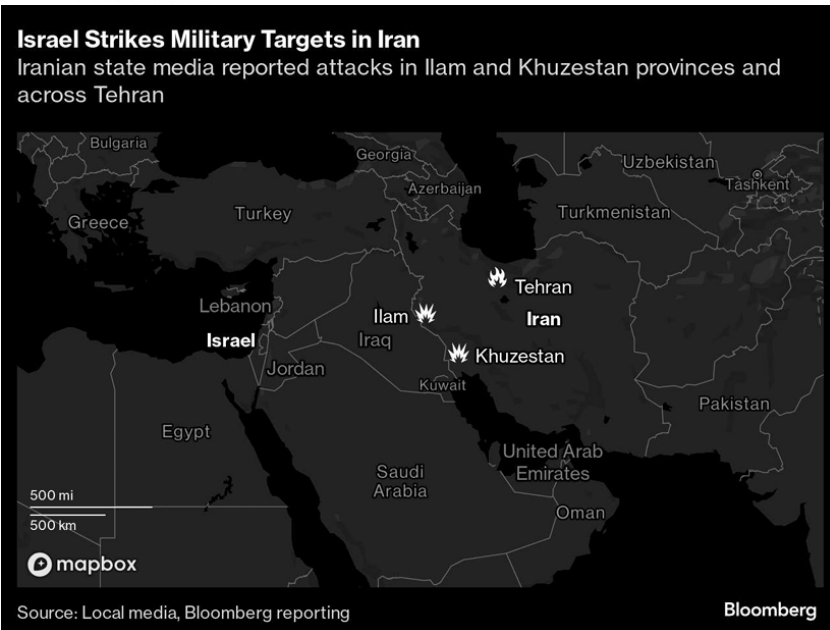 Israel Strikes Military Targets in Iran
Iranian state media reported attacks in Ilam and Khuzestan provinces and
across Tehran
Bulgaria
Georgia
Uzbekistan
Azerbaijan
Tashkent
Greece
Turkey
Turkmenistan
Tehran
Lebanon
Ilam
Iran
Israel
Iraq
Khuzestan
Jordan
Kuwait
Pakistan
Egypt
United Arab
Emirates
Saudi
Arabia
500 mi
Oman
500 km
mapbox
Source: Local media, Bloomberg reporting
Bloomberg